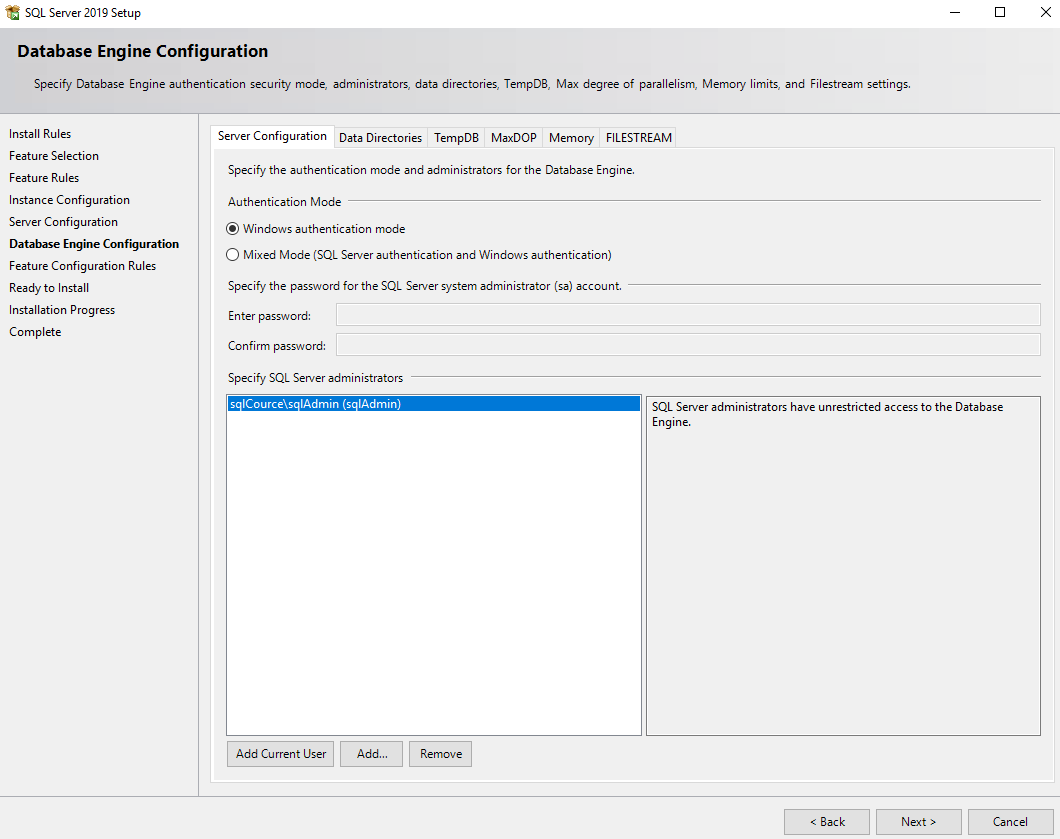 SQL Server 2019 Setup
Database Engine Configuration
Specify Database Engine authentication security mode, administrators, data directories, TempDB, Max degree of parallelism, Memory limits, and Filestream settings.
Install Rules
Feature Selection
Feature Rules
Instance Configuration
Server Configuration
Database Engine Configuration
Feature Configuration Rules
Ready to Install
Installation Progress
Complete
Server Configuration Data Directories TempDB MaxDOP Memory FILESTREAM
Specify the authentication mode and administrators for the Database Engine.
Authentication Mode
Windows authentication mode
Mixed Mode (SQL Server authentication and Windows authentication)
Specify the password for the SQL Server system administrator (sa) account.
Enter password:
Confirm password:
Specify SQL Server administrators
sqlCource\sqlAdmin (sqlAdmin)
SQL Server administrators have unrestricted access to the Database
Engine.
Add Current User Add... Remove
< Back Next > Cancel